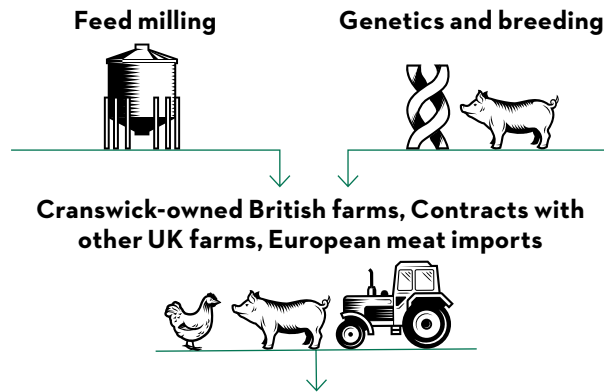 Feed milling
Genetics and breeding
Cranswick-owned British farms, Contracts with
other UK farms, European meat imports